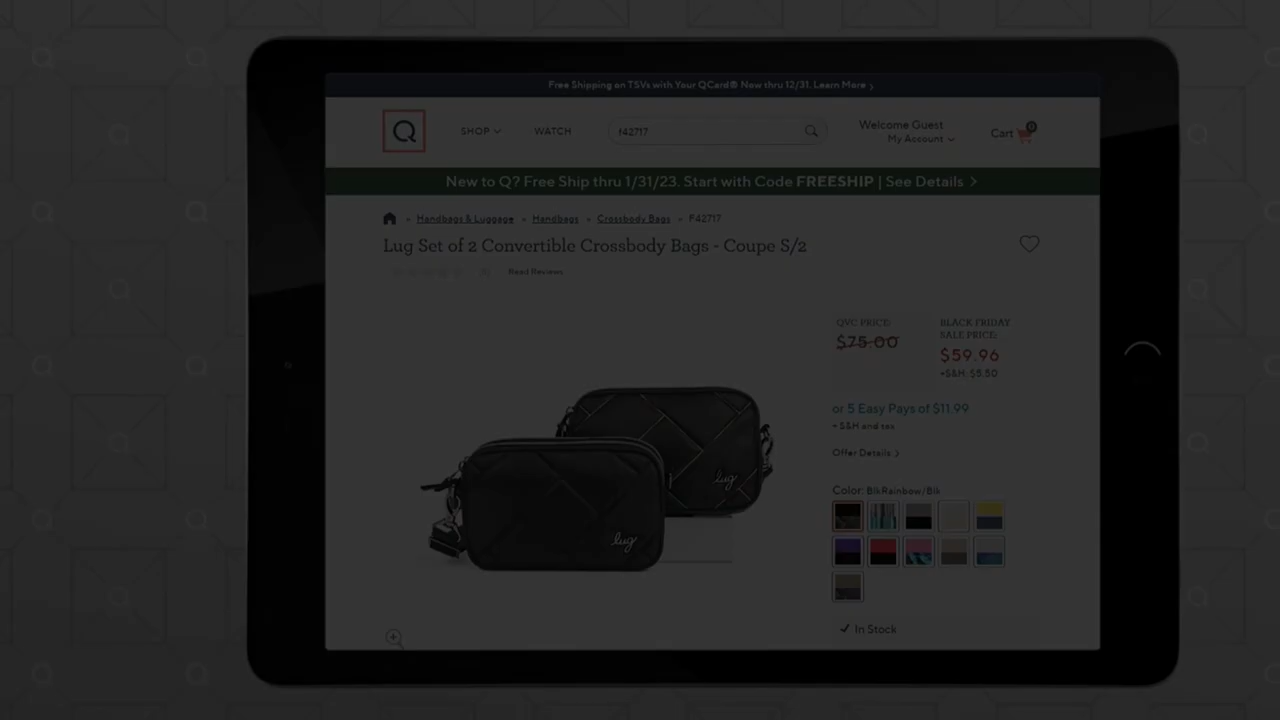 Free Shipping on TSVs with Your QCard® Now thru 12/31. Learn More >
Q
SHOP
WATCH
f42717
Welcome Guest
My Account
Cart 0
New to Q? Free Ship thru 1/31/23. Start with Code FREESHIP | See Details >
Handbags & Luggage
Handbags
Crossbody Bags
F42717
Lug Set of 2 Convertible Crossbody Bags - Coupe S/2
Read Reviews
QVC PRICE:
$75.00
BLACK FRIDAY
SALE PRICE:
$59.96
+S&H: $5.50
or 5 Easy Pays of $11.99
+ S&H and tax
Offer Details >
Color: BlkRainbow/Blk
lug
lug
In Stock